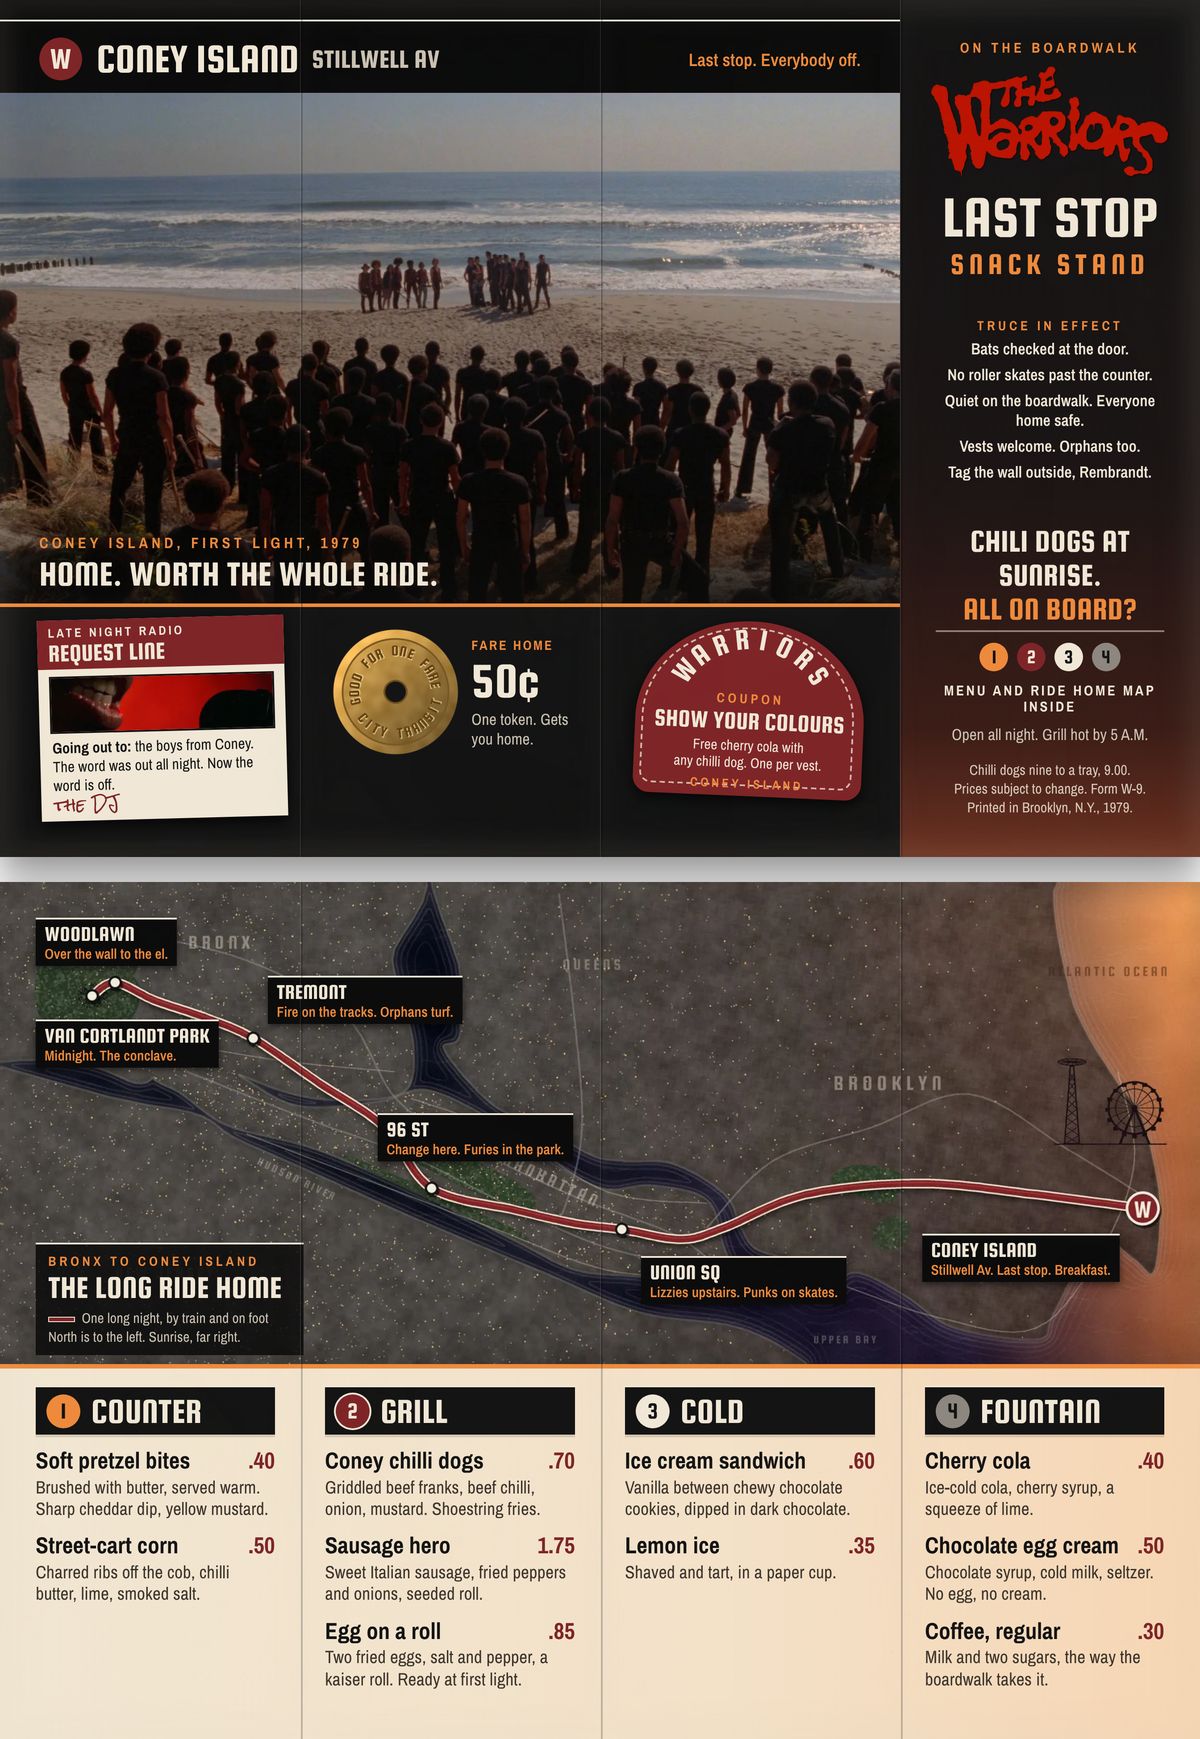 W CONEY ISLAND STILLWELL AV
Last stop. Everybody off.
CONEY ISLAND, FIRST LIGHT, 1979
HOME. WORTH THE WHOLE RIDE.
LATE NIGHT RADIO
REQUEST LINE
Going out to: the boys from Coney.
The word was out all night. Now the
word is off.
THE DJ
GOOD FOR ONE FARE
CITY TRANSIT
FARE HOME
50¢
One token. Gets
you home.
WARRIORS
COUPON
SHOW YOUR COLOURS
Free cherry cola with
any chilli dog. One per vest.
CONEY ISLAND
ON THE BOARDWALK
THE
WARRIORS
LAST STOP
SNACK STAND
TRUCE IN EFFECT
Bats checked at the door.
No roller skates past the counter.
Quiet on the boardwalk. Everyone
home safe.
Vests welcome. Orphans too.
Tag the wall outside, Rembrandt.
CHILI DOGS AT
SUNRISE.
ALL ON BOARD?
1 2 3 4
MENU AND RIDE HOME MAP
INSIDE
Open all night. Grill hot by 5 A.M.
Chilli dogs nine to a tray, 9.00.
Prices subject to change. Form W-9.
Printed in Brooklyn, N.Y., 1979.
WOODLAWN
Over the wall to the el.
BRONX
VAN CORTLANDT PARK
Midnight. The conclave.
TREMONT
Fire on the tracks. Orphans turf.
QUEENS
ATLANTIC OCEAN
BROOKLYN
96 ST
Change here. Furies in the park.
MANHATTAN
HUDSON RIVER
W
UNION SQ
Lizzies upstairs. Punks on skates.
CONEY ISLAND
Stillwell Av. Last stop. Breakfast.
UPPER BAY
BRONX TO CONEY ISLAND
THE LONG RIDE HOME
One long night, by train and on foot
North is to the left. Sunrise, far right.
1 COUNTER
Soft pretzel bites .40
Brushed with butter, served warm.
Sharp cheddar dip, yellow mustard.
Street-cart corn .50
Charred ribs off the cob, chilli
butter, lime, smoked salt.
2 GRILL
Coney chilli dogs .70
Griddled beef franks, beef chilli,
onion, mustard. Shoestring fries.
Sausage hero 1.75
Sweet Italian sausage, fried peppers
and onions, seeded roll.
Egg on a roll .85
Two fried eggs, salt and pepper, a
kaiser roll. Ready at first light.
3 COLD
Ice cream sandwich .60
Vanilla between chewy chocolate
cookies, dipped in dark chocolate.
Lemon ice .35
Shaved and tart, in a paper cup.
4 FOUNTAIN
Cherry cola .40
Ice-cold cola, cherry syrup, a
squeeze of lime.
Chocolate egg cream .50
Chocolate syrup, cold milk, seltzer.
No egg, no cream.
Coffee, regular .30
Milk and two sugars, the way the
boardwalk takes it.